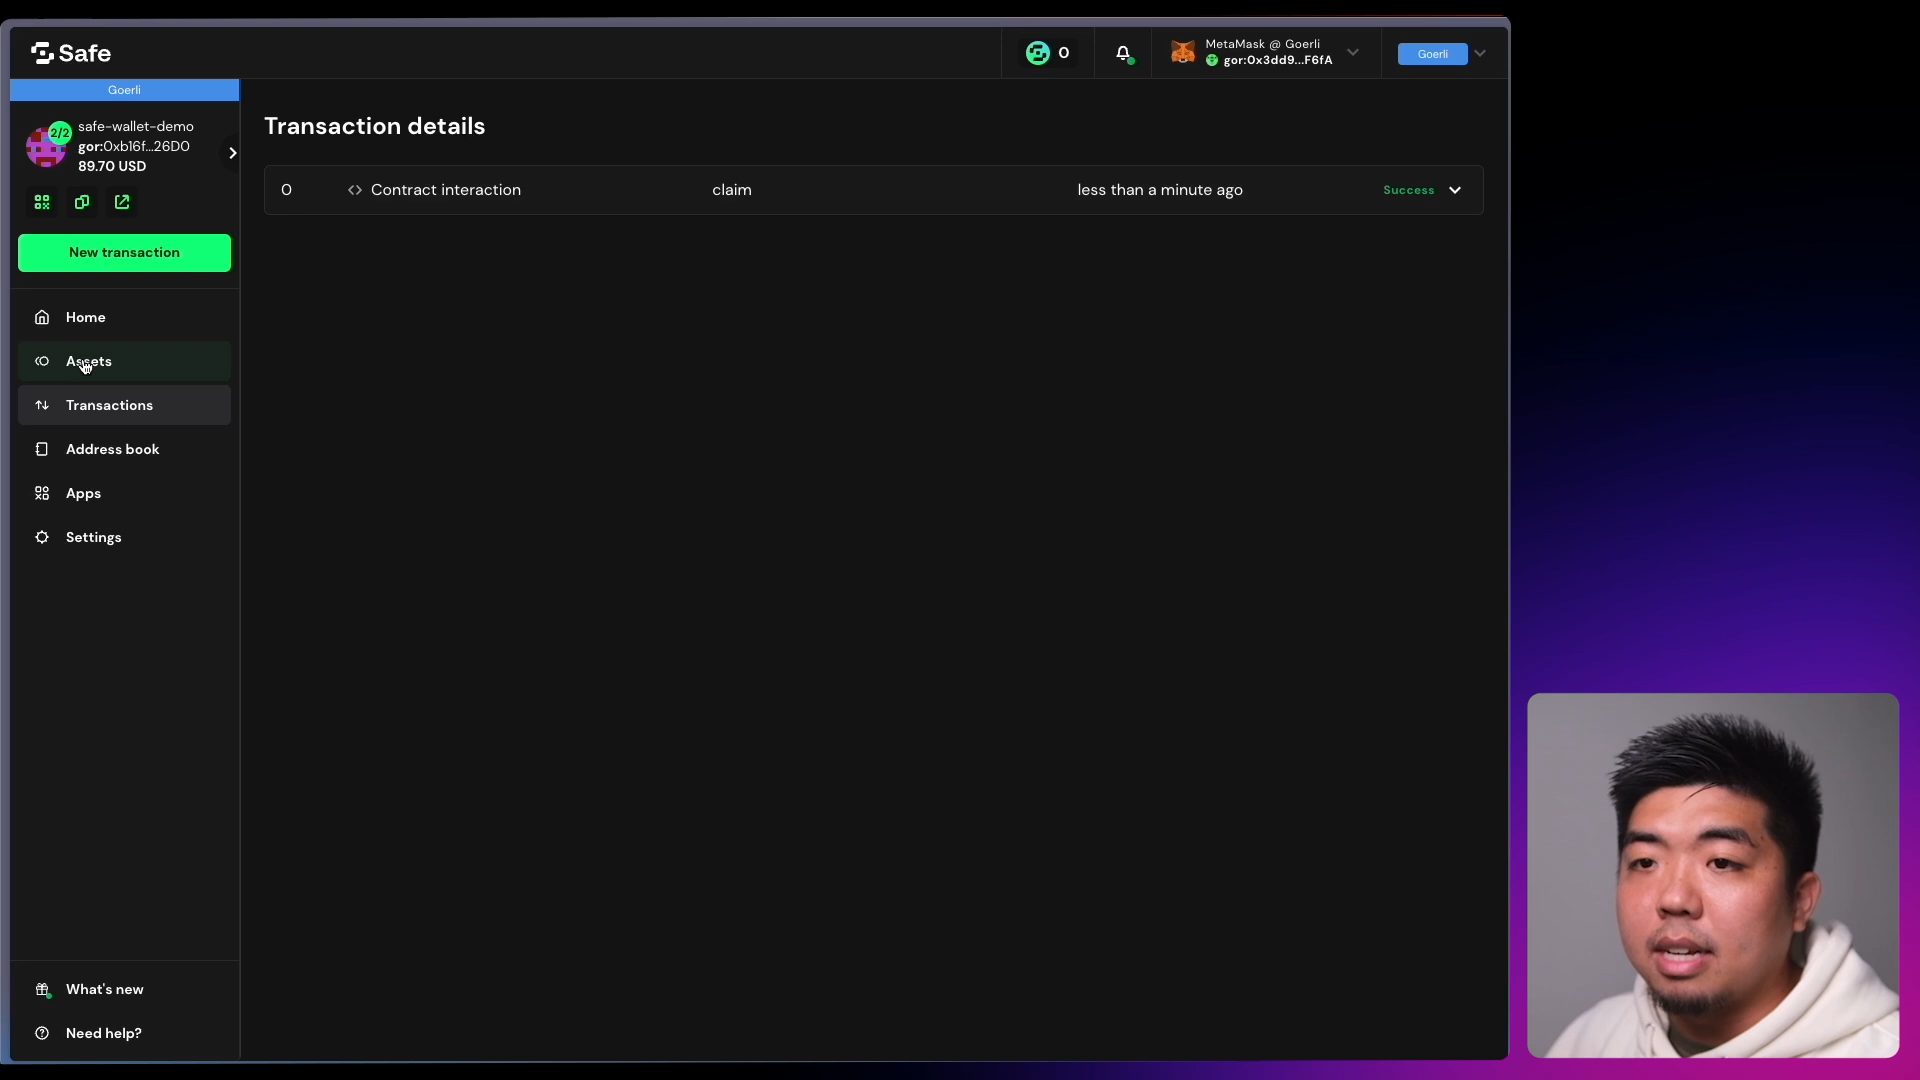 Safe
0
MetaMask @ Goerli
gor:0x3dd9...F6fA
Goerli
Goerli
2/2
safe-wallet-demo
gor:0xb16f...26D0
89.70 USD
New transaction
Home
Assets
Transactions
Address book
Apps
Settings
What's new
Need help?
Transaction details
0 Contract interaction claim less than a minute ago Success